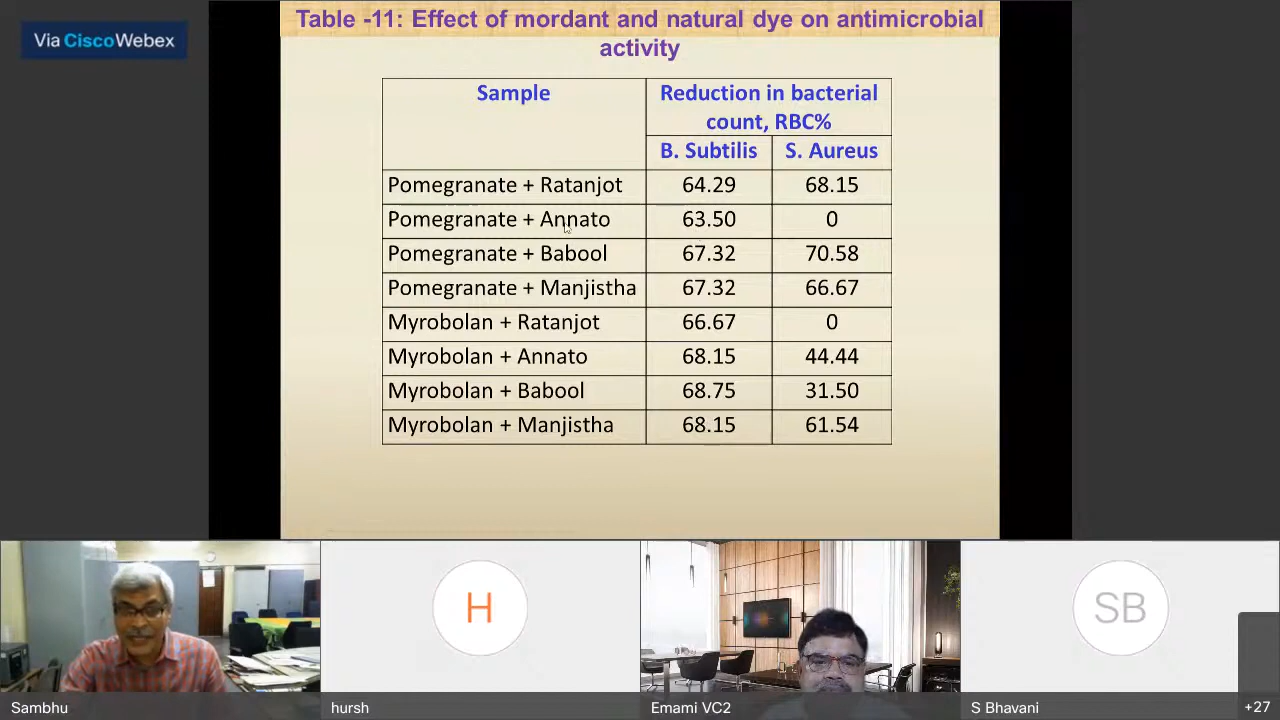 Via CiscoWebex
Table -11: Effect of mordant and natural dye on antimicrobial
activity
Sample
Reduction in bacterial
count, RBC%
B. Subtilis S. Aureus
Pomegranate + Ratanjot 64.29 68.15
Pomegranate + Annato 63.50 0
Pomegranate + Babool 67.32 70.58
Pomegranate + Manjistha 67.32 66.67
Myrobolan + Ratanjot 66.67 0
Myrobolan + Annato 68.15 44.44
Myrobolan + Babool 68.75 31.50
Myrobolan + Manjistha 68.15 61.54
H
SB
Sambhu
hursh
Emami VC2
S Bhavani
+27